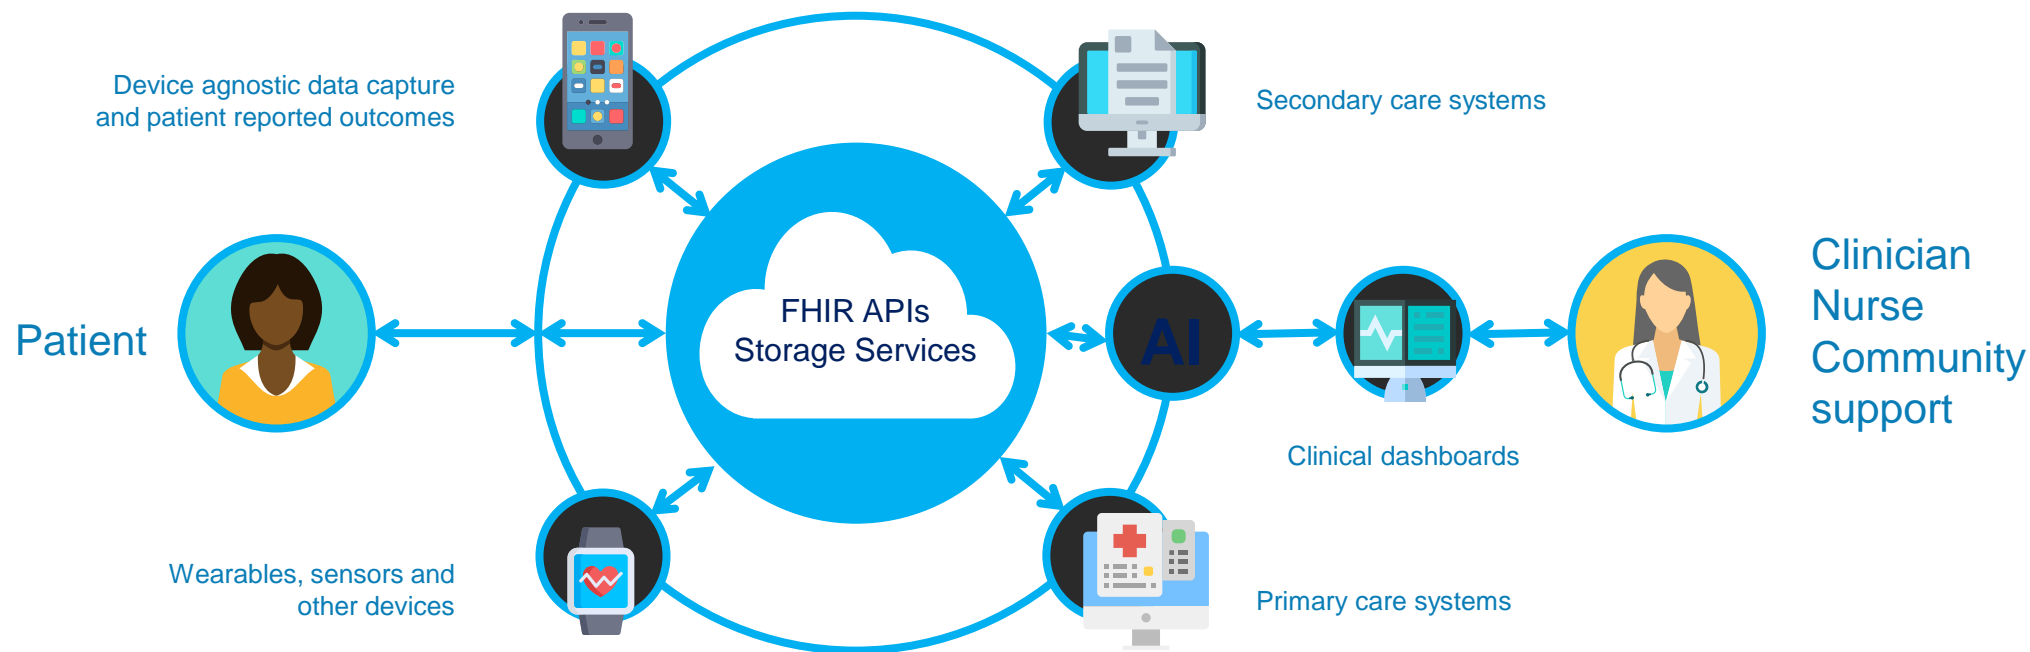 Device agnostic data capture
and patient reported outcomes
Secondary care systems
Patient
FHIR APIs
Storage Services
AI
Clinician
Nurse
Community
support
Clinical dashboards
Wearables, sensors and
other devices
Primary care systems